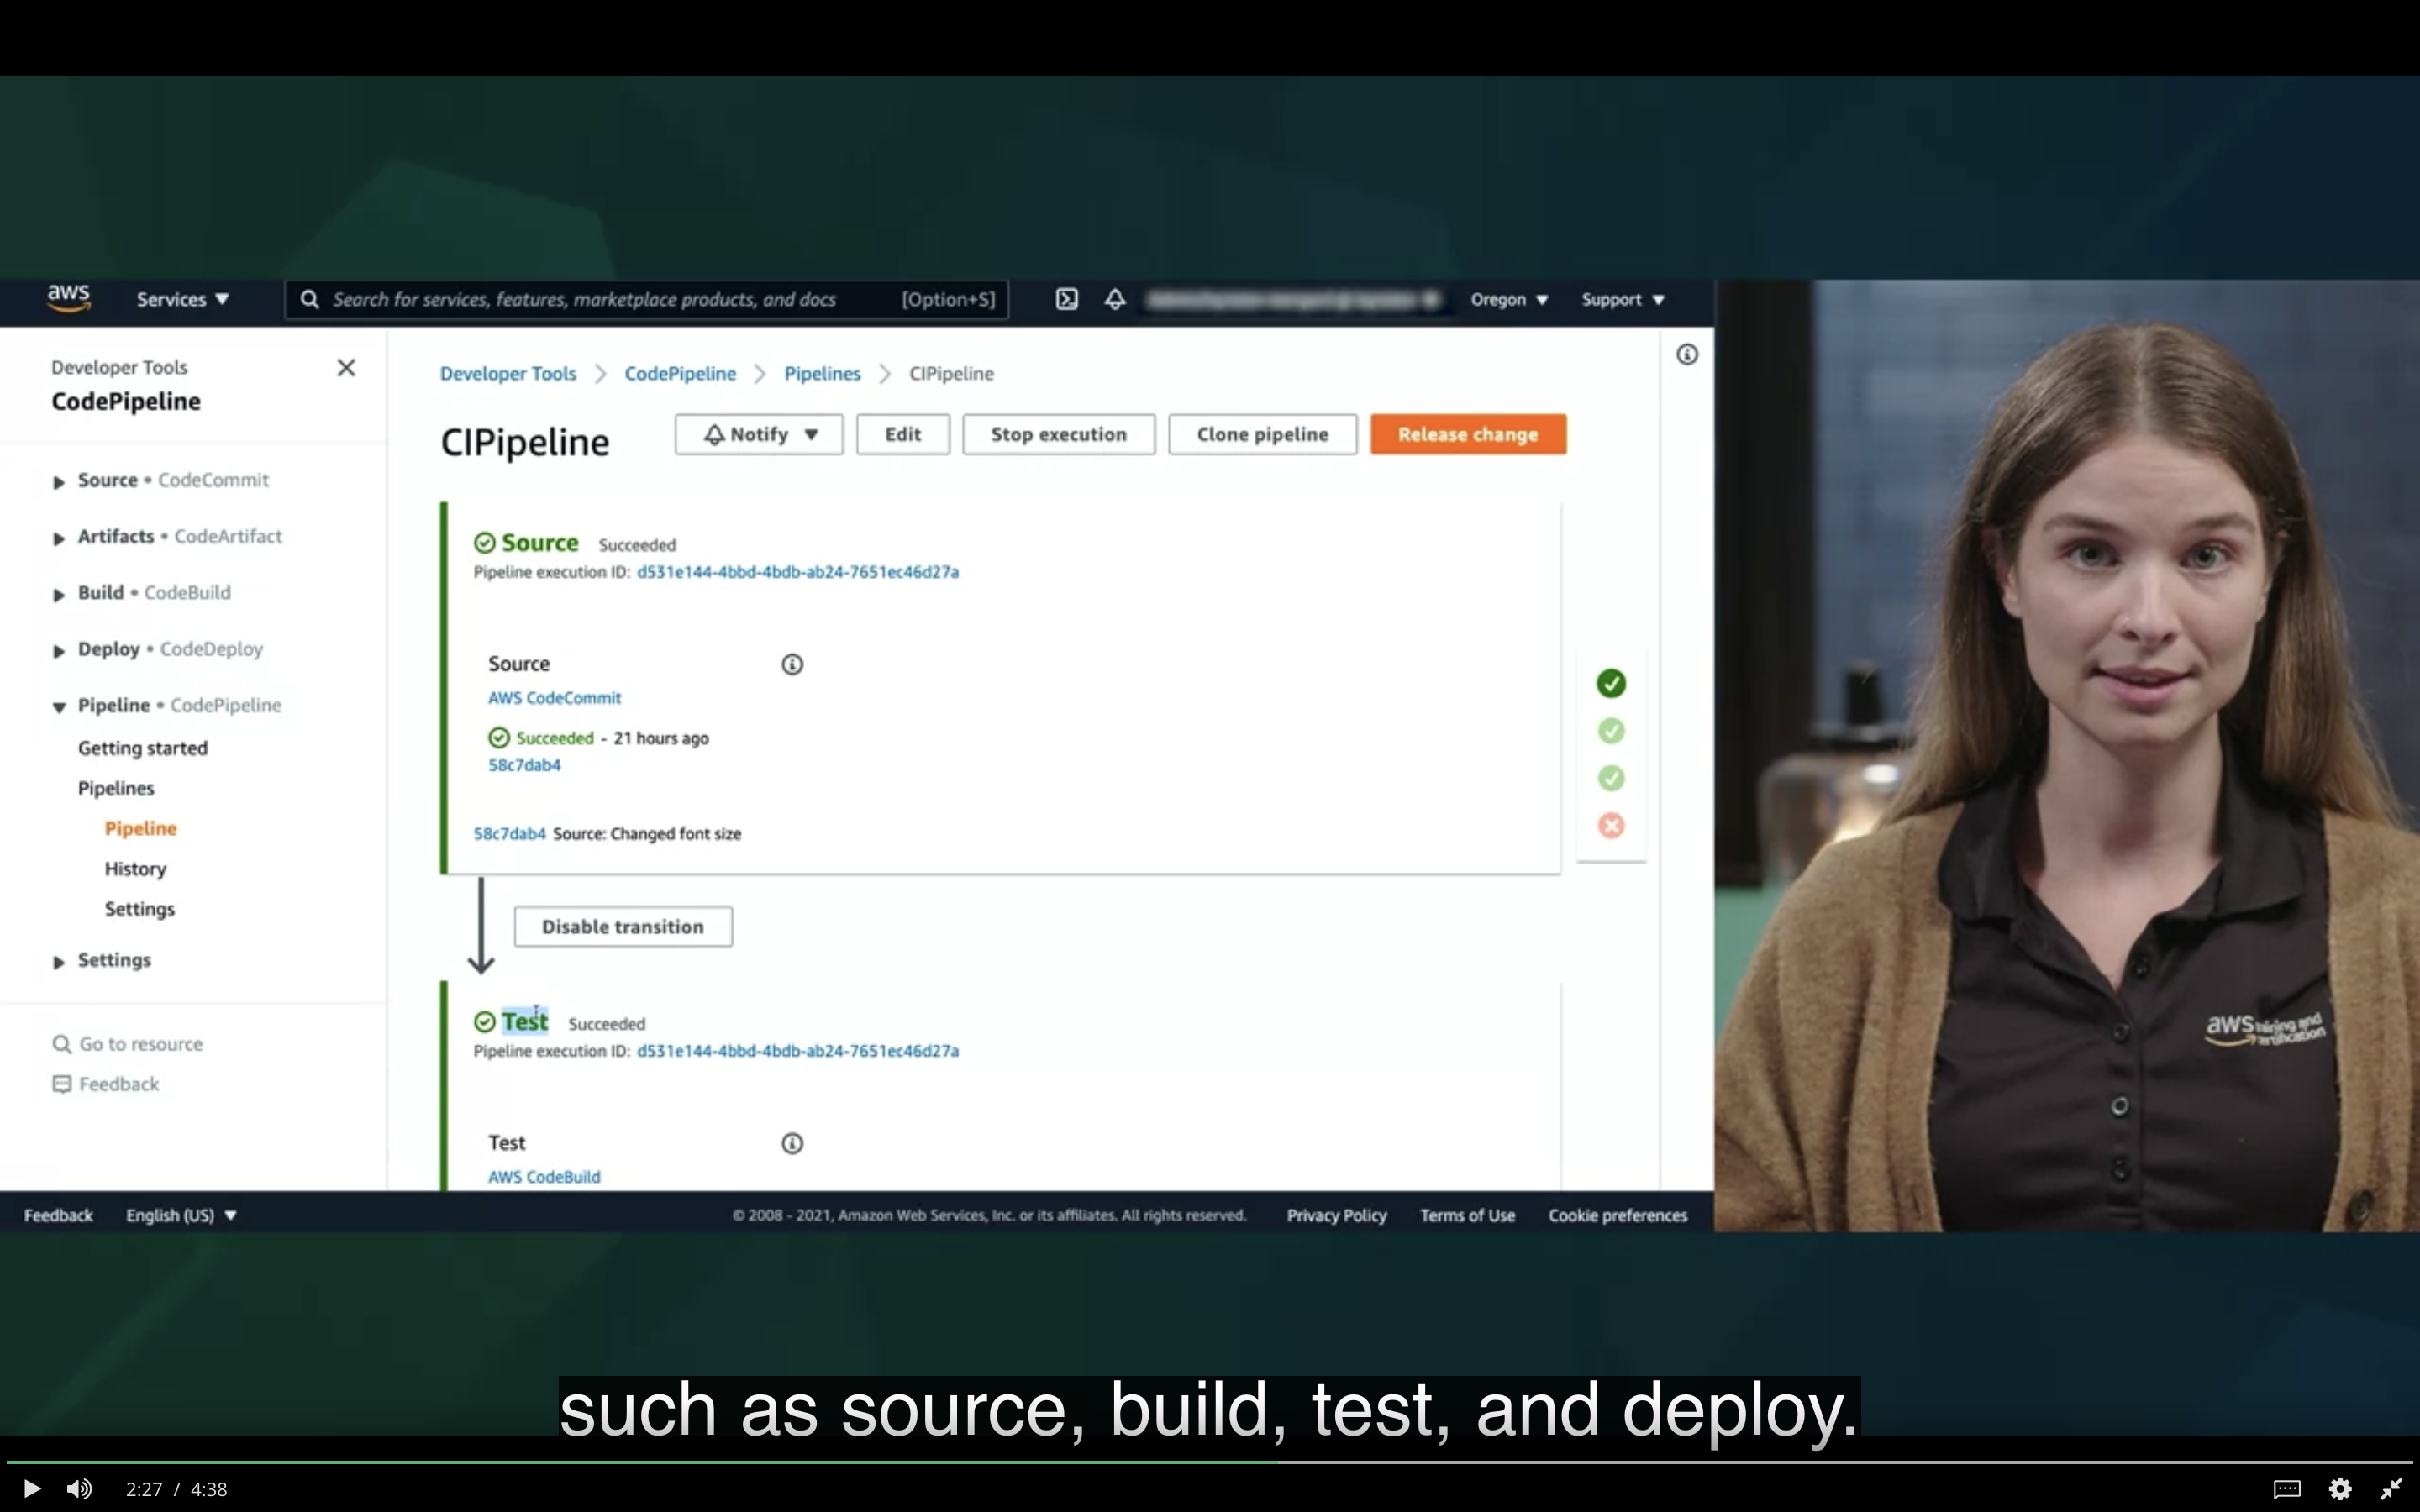 aws
Services ▼
Search for services, features, marketplace products, and docs [Option+S]
Oregon ▼
Support ▼
Developer Tools
CodePipeline
Source • CodeCommit
Artifacts • CodeArtifact
Build • CodeBuild
Deploy • CodeDeploy
Pipeline • CodePipeline
Getting started
Pipelines
Pipeline
History
Settings
Settings
Go to resource
Feedback
Developer Tools > CodePipeline > Pipelines > CIPipeline
CIPipeline
Notify ▼
Edit
Stop execution
Clone pipeline
Release change
Source Succeeded
Pipeline execution ID: d531e144-4bbd-4bdb-ab24-7651ec46d27a
Source
AWS CodeCommit
Succeeded - 21 hours ago
58c7dab4
58c7dab4 Source: Changed font size
Disable transition
Test Succeeded
Pipeline execution ID: d531e144-4bbd-4bdb-ab24-7651ec46d27a
Test
AWS CodeBuild
Feedback
English (US) ▼
© 2008 - 2021, Amazon Web Services, Inc. or its affiliates. All rights reserved.
Privacy Policy
Terms of Use
Cookie preferences
aws training and
certification
such as source, build, test, and deploy.
2:27 / 4:38